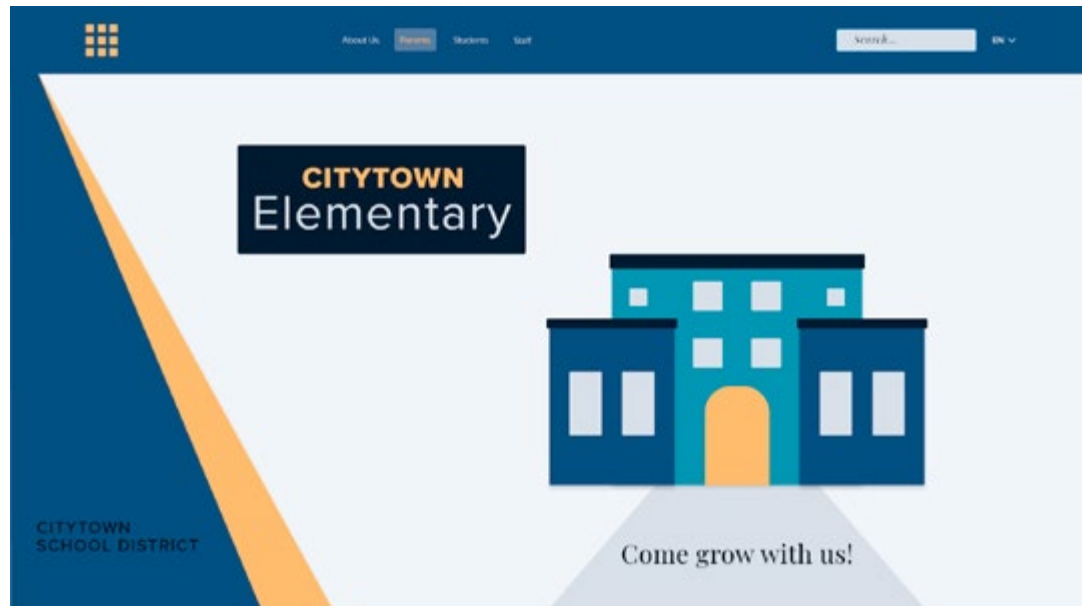 About Us Parents Students Staff
Search...
EN
CITYTOWN
Elementary
CITYTOWN
SCHOOL DISTRICT
Come grow with us!